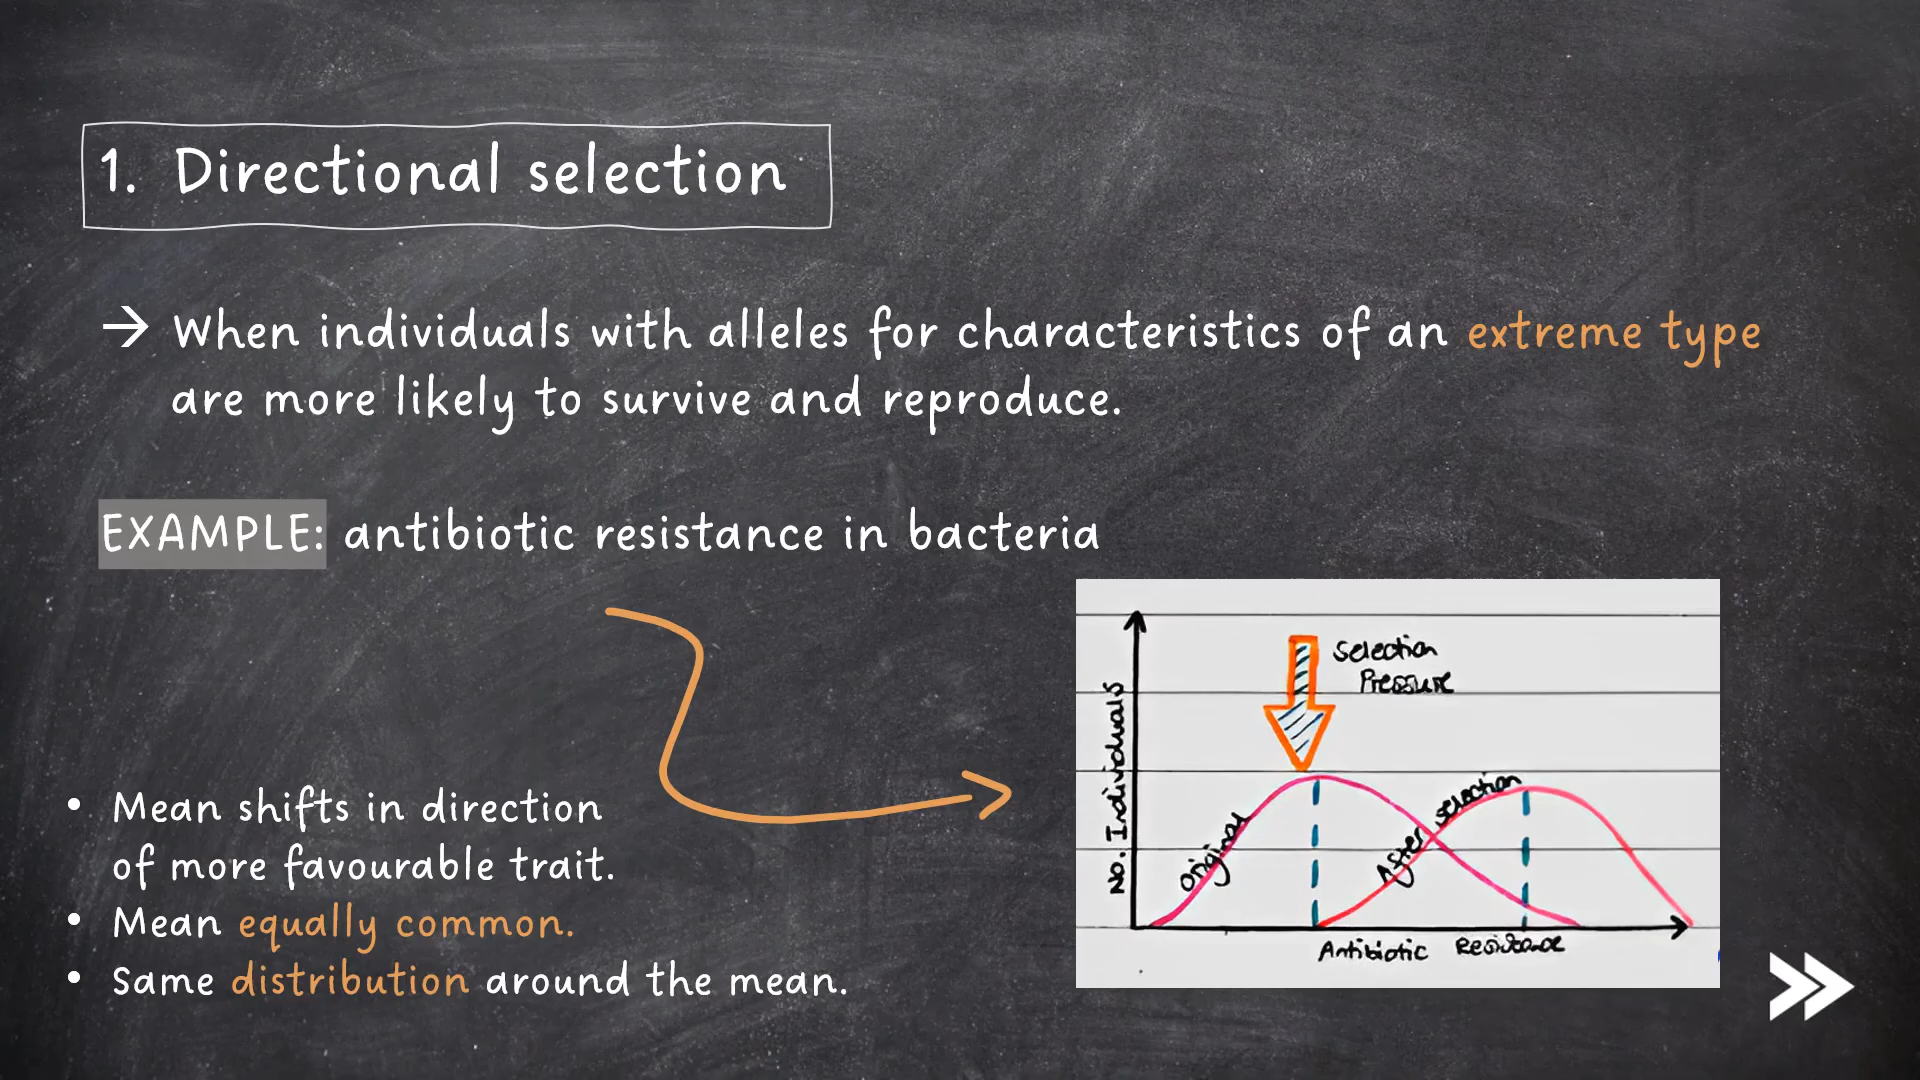 1. Directional selection
→ When individuals with alleles for characteristics of an extreme type
are more likely to survive and reproduce.
EXAMPLE: antibiotic resistance in bacteria
• Mean shifts in direction
of more favourable trait.
• Mean equally common.
• Same distribution around the mean.
Selection
Pressure
No. Individuals
Original
After selection
Antibiotic Resistance